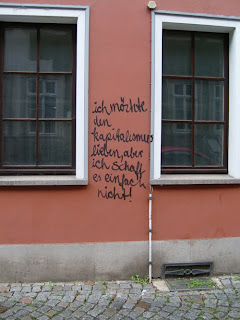 ich möchte
den
kapitalismus
lieben, aber
ich schaff
es einfach
nicht!